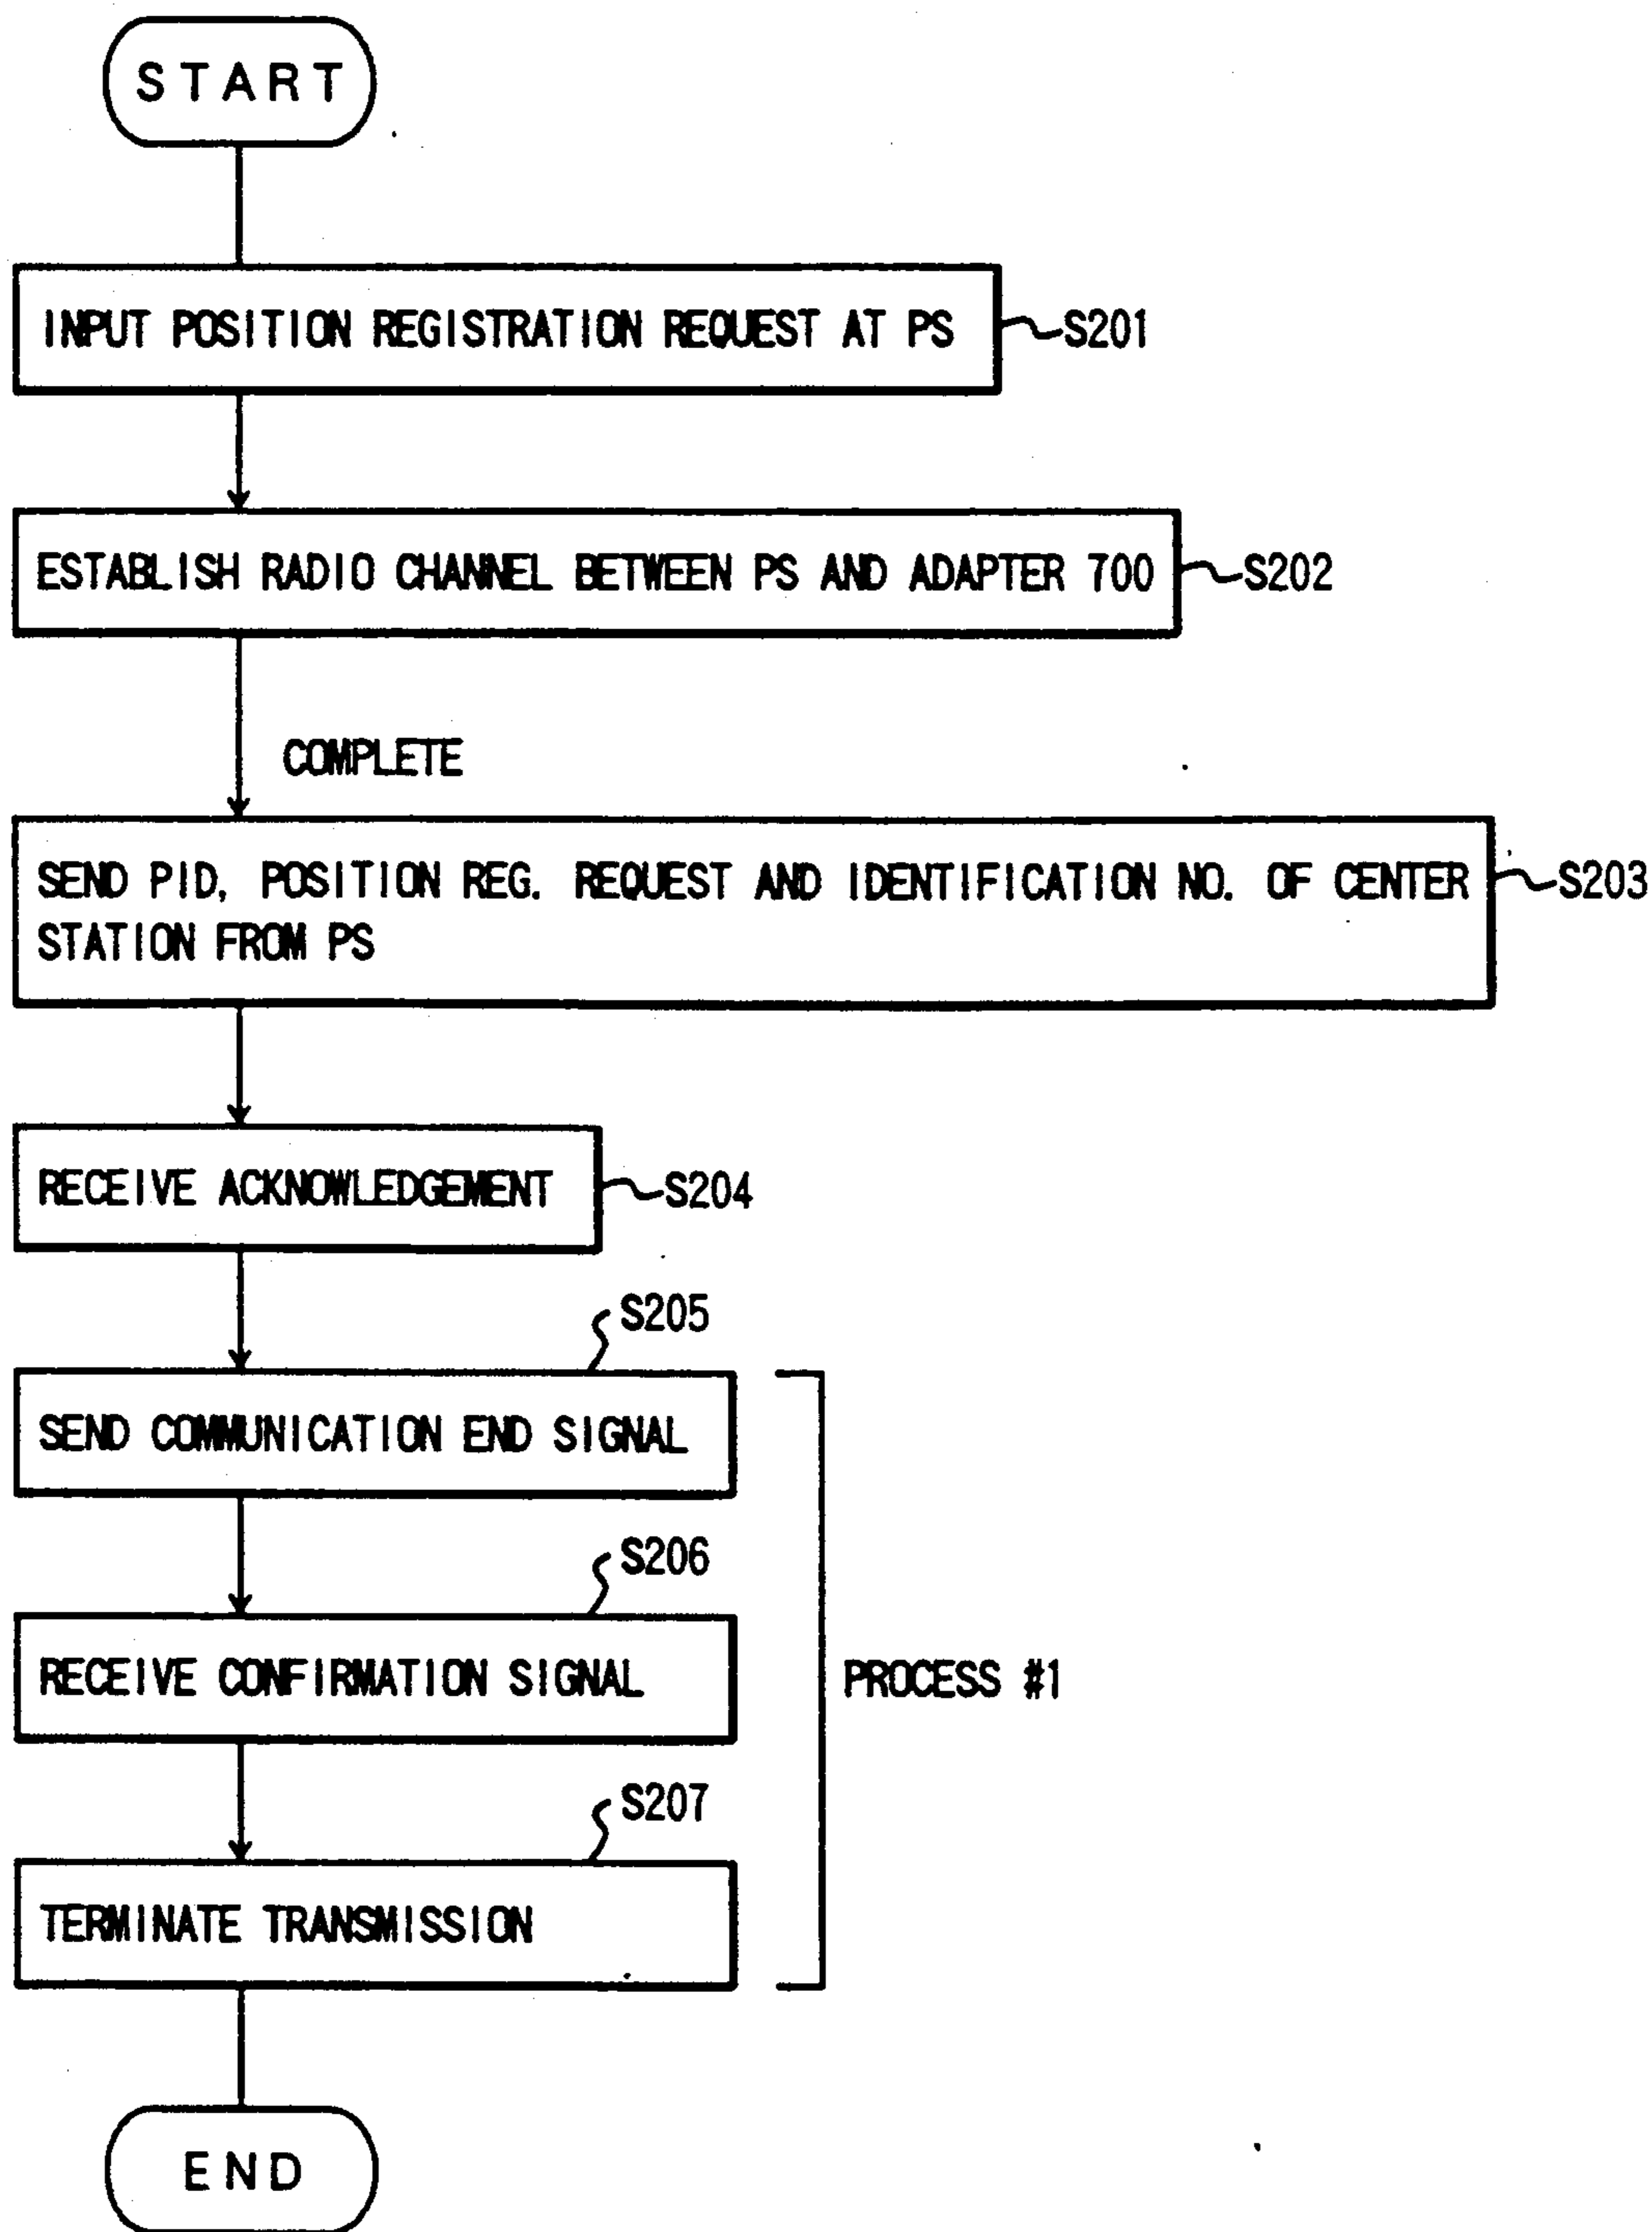 START
INPUT POSITION REGISTRATION REQUEST AT PS
S201
ESTABLISH RADIO CHANNEL BETWEEN PS AND ADAPTER 700
S202
COMPLETE
SEND PID, POSITION REG. REQUEST AND IDENTIFICATION NO. OF CENTER
STATION FROM PS
S203
RECEIVE ACKNOWLEDGEMENT
S204
S205
SEND COMMUNICATION END SIGNAL
S206
RECEIVE CONFIRMATION SIGNAL
PROCESS #1
S207
TERMINATE TRANSMISSION
END